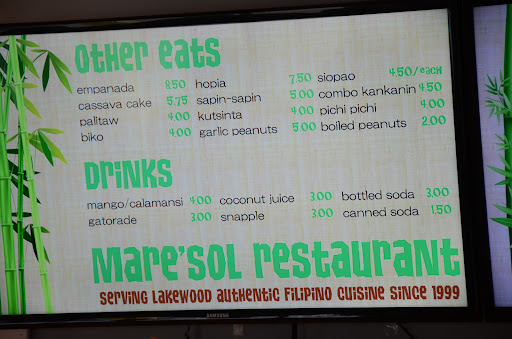 Other eats
empanada 8.50 hopia 7.50 siopao 4.50/each
cassava cake 5.75 sapin-sapin 5.00 combo kankanin 4.50
palitaw 4.00 kutsinta 4.00 pichi pichi 4.00
biko 4.00 garlic peanuts 5.00 boiled peanuts 2.00
Drinks
mango/calamansi 4.00 coconut juice 3.00 bottled soda 3.00
gatorade 3.00 snapple 3.00 canned soda 1.50
Mare'sol restaurant
serving Lakewood authentic Filipino cuisine since 1999
SAMSUNG